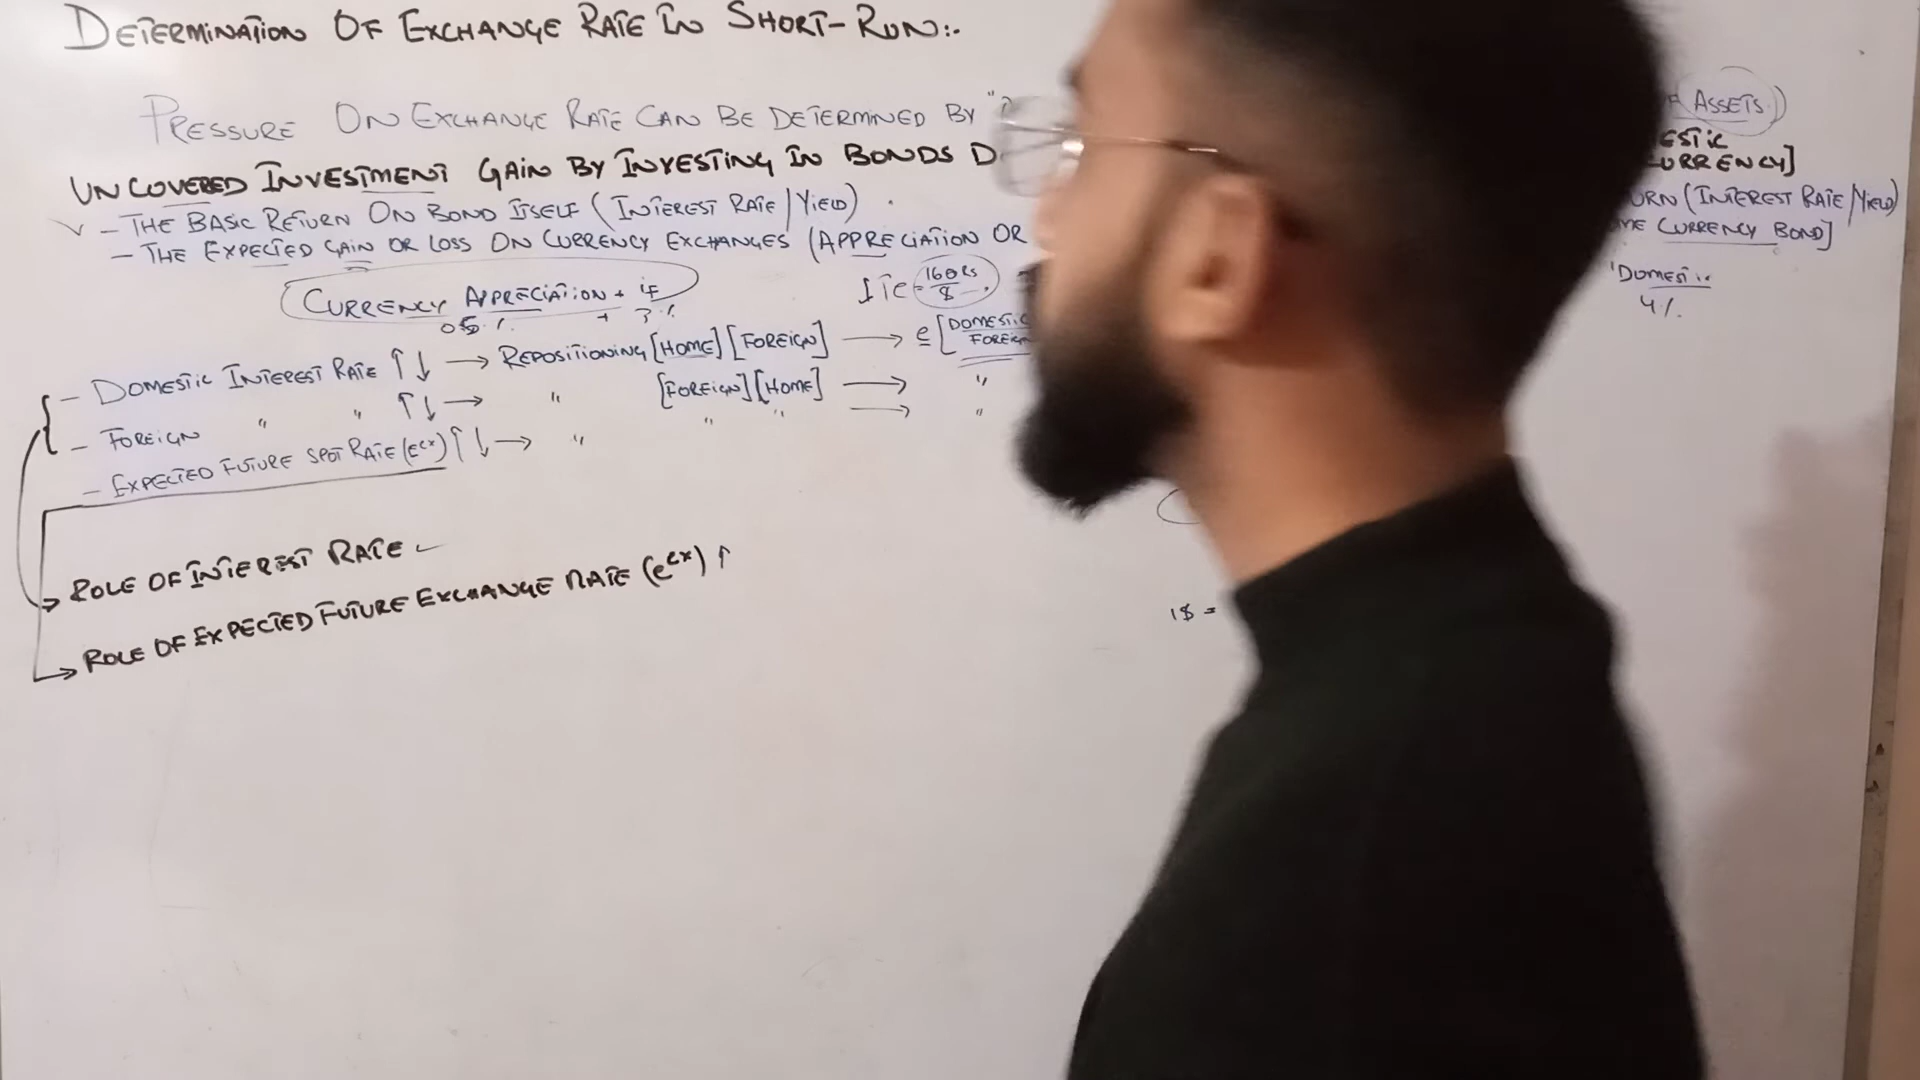 DETERMINATION OF EXCHANGE RATE IN SHORT-RUN:-
PRESSURE ON EXCHANGE RATE CAN BE DETERMINED BY " ASSETS.)
UNCOVERED INVESTMENT GAIN BY INVESTING IN BONDS D ESTIC
CURRENCY]
- THE BASIC RETURN ON BOND ITSELF (INTEREST RATE/YIELD) . URN (INTEREST RATE/YIELD)
- THE EXPECTED GAIN OR LOSS ON CURRENCY EXCHANGES (APPRECIATION OR ME CURRENCY BOND]
CURRENCY APPRECIATION + if
+ 3%
160Rs
$
'DOMESTIC
4%.
- DOMESTIC INTEREST RATE ↑↓ → REPOSITIONING [HOME][FOREIGN] → e [DOMESTIC
FOREIGN
- FOREIGN " " ↑↓ → " [FOREIGN][HOME] → "
- EXPECTED FUTURE SPOT RATE (eex) ↑↓ → " " " → "
→ ROLE OF INTEREST RATE
→ ROLE OF EXPECTED FUTURE EXCHANGE RATE (eex) ↑
1$ =